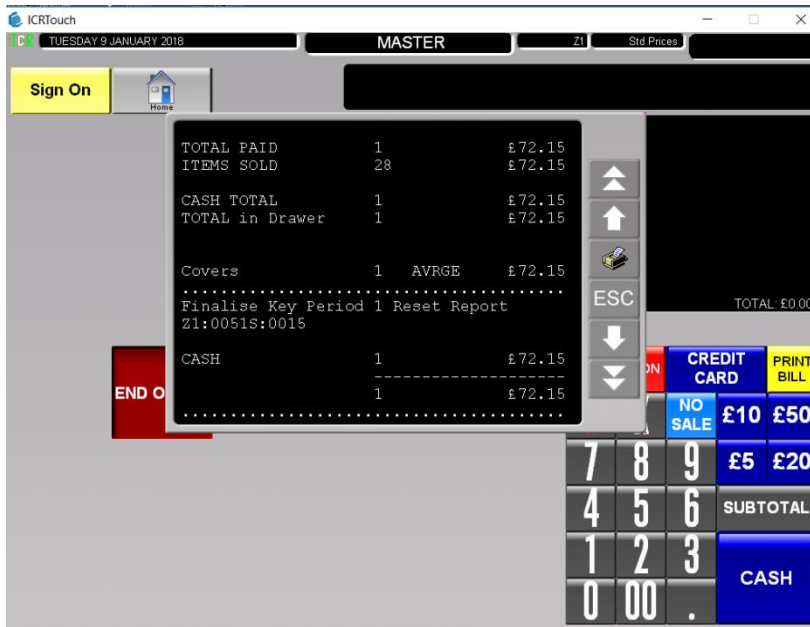 ICRTouch
ICR TUESDAY 9 JANUARY 2018 MASTER Z1 Std Prices
Sign On
Home
TOTAL PAID 1 £72.15
ITEMS SOLD 28 £72.15
CASH TOTAL 1 £72.15
TOTAL in Drawer 1 £72.15
Covers 1 AVRGE £72.15
Finalise Key Period 1 Reset Report
Z1:0051S:0015
CASH 1 £72.15
1 £72.15
ESC
TOTAL: £0.00
END O
ON
CREDIT CARD
PRINT BILL
NO SALE
£10
£50
7 8 9 £5 £20
4 5 6 SUBTOTAL
1 2 3
CASH
0 00 .